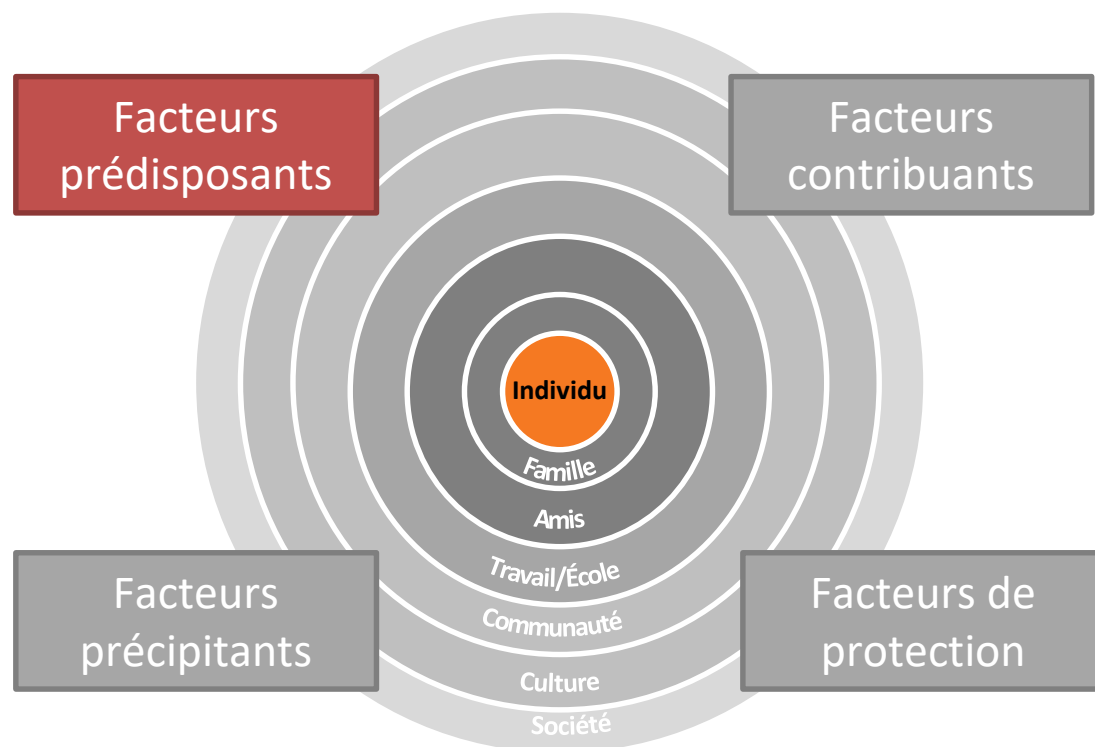 Facteurs
prédisposants
Facteurs
contribuants
Individu
Famille
Amis
Travail/École
Communauté
Culture
Société
Facteurs
précipitants
Facteurs de
protection